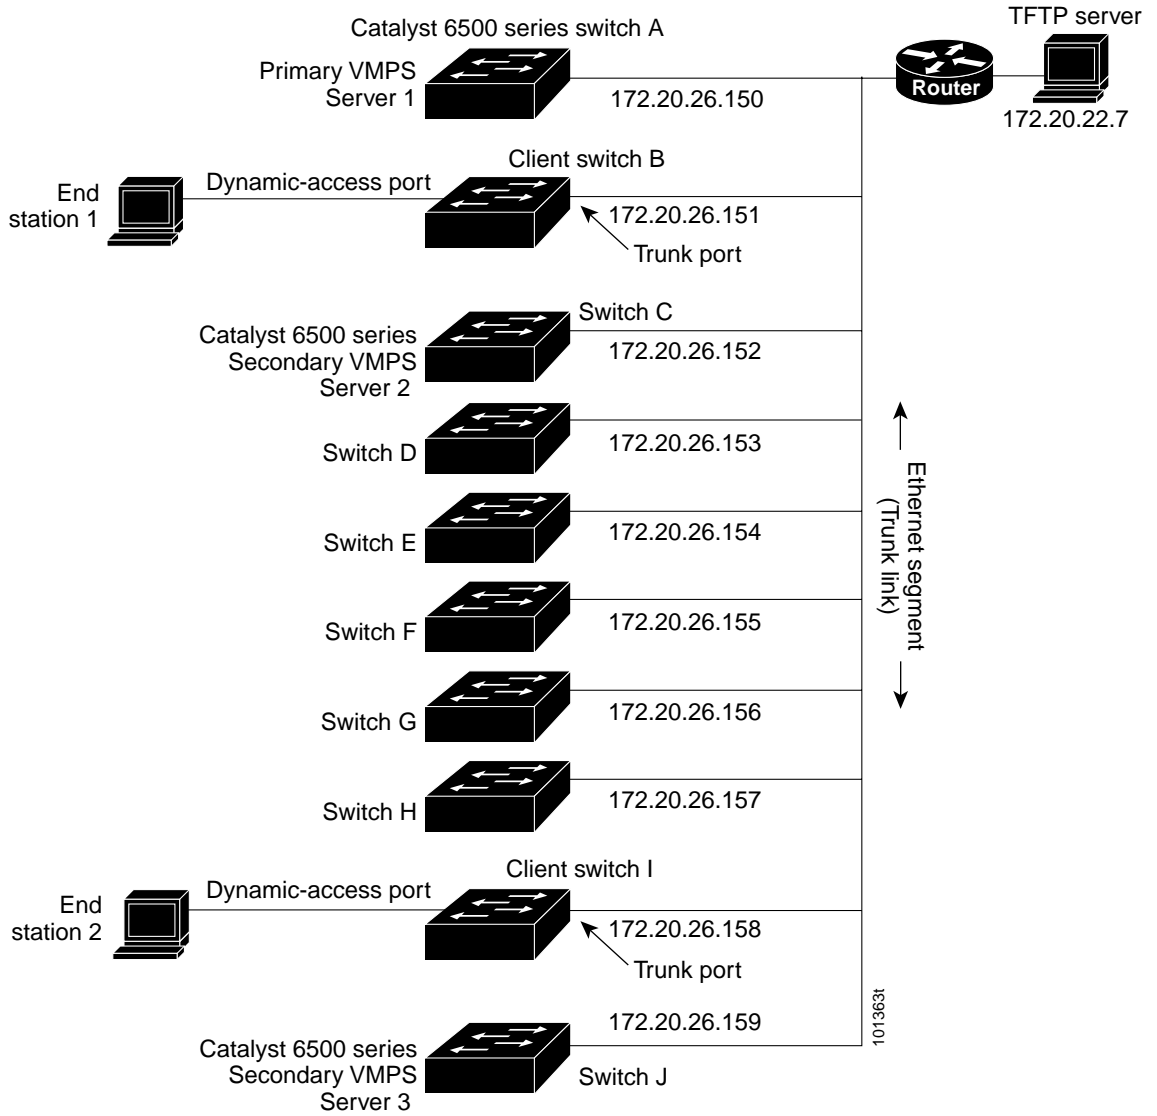 Catalyst 6500 series switch A
TFTP server
Primary VMPS
Server 1
172.20.26.150
Router
172.20.22.7
Client switch B
End
station 1
Dynamic-access port
172.20.26.151
Trunk port
Switch C
Catalyst 6500 series
Secondary VMPS
Server 2
172.20.26.152
Switch D
172.20.26.153
Switch E
172.20.26.154
Ethernet segment
(Trunk link)
Switch F
172.20.26.155
Switch G
172.20.26.156
Switch H
172.20.26.157
Client switch I
End
station 2
Dynamic-access port
172.20.26.158
Trunk port
101363t
172.20.26.159
Catalyst 6500 series
Secondary VMPS
Server 3
Switch J